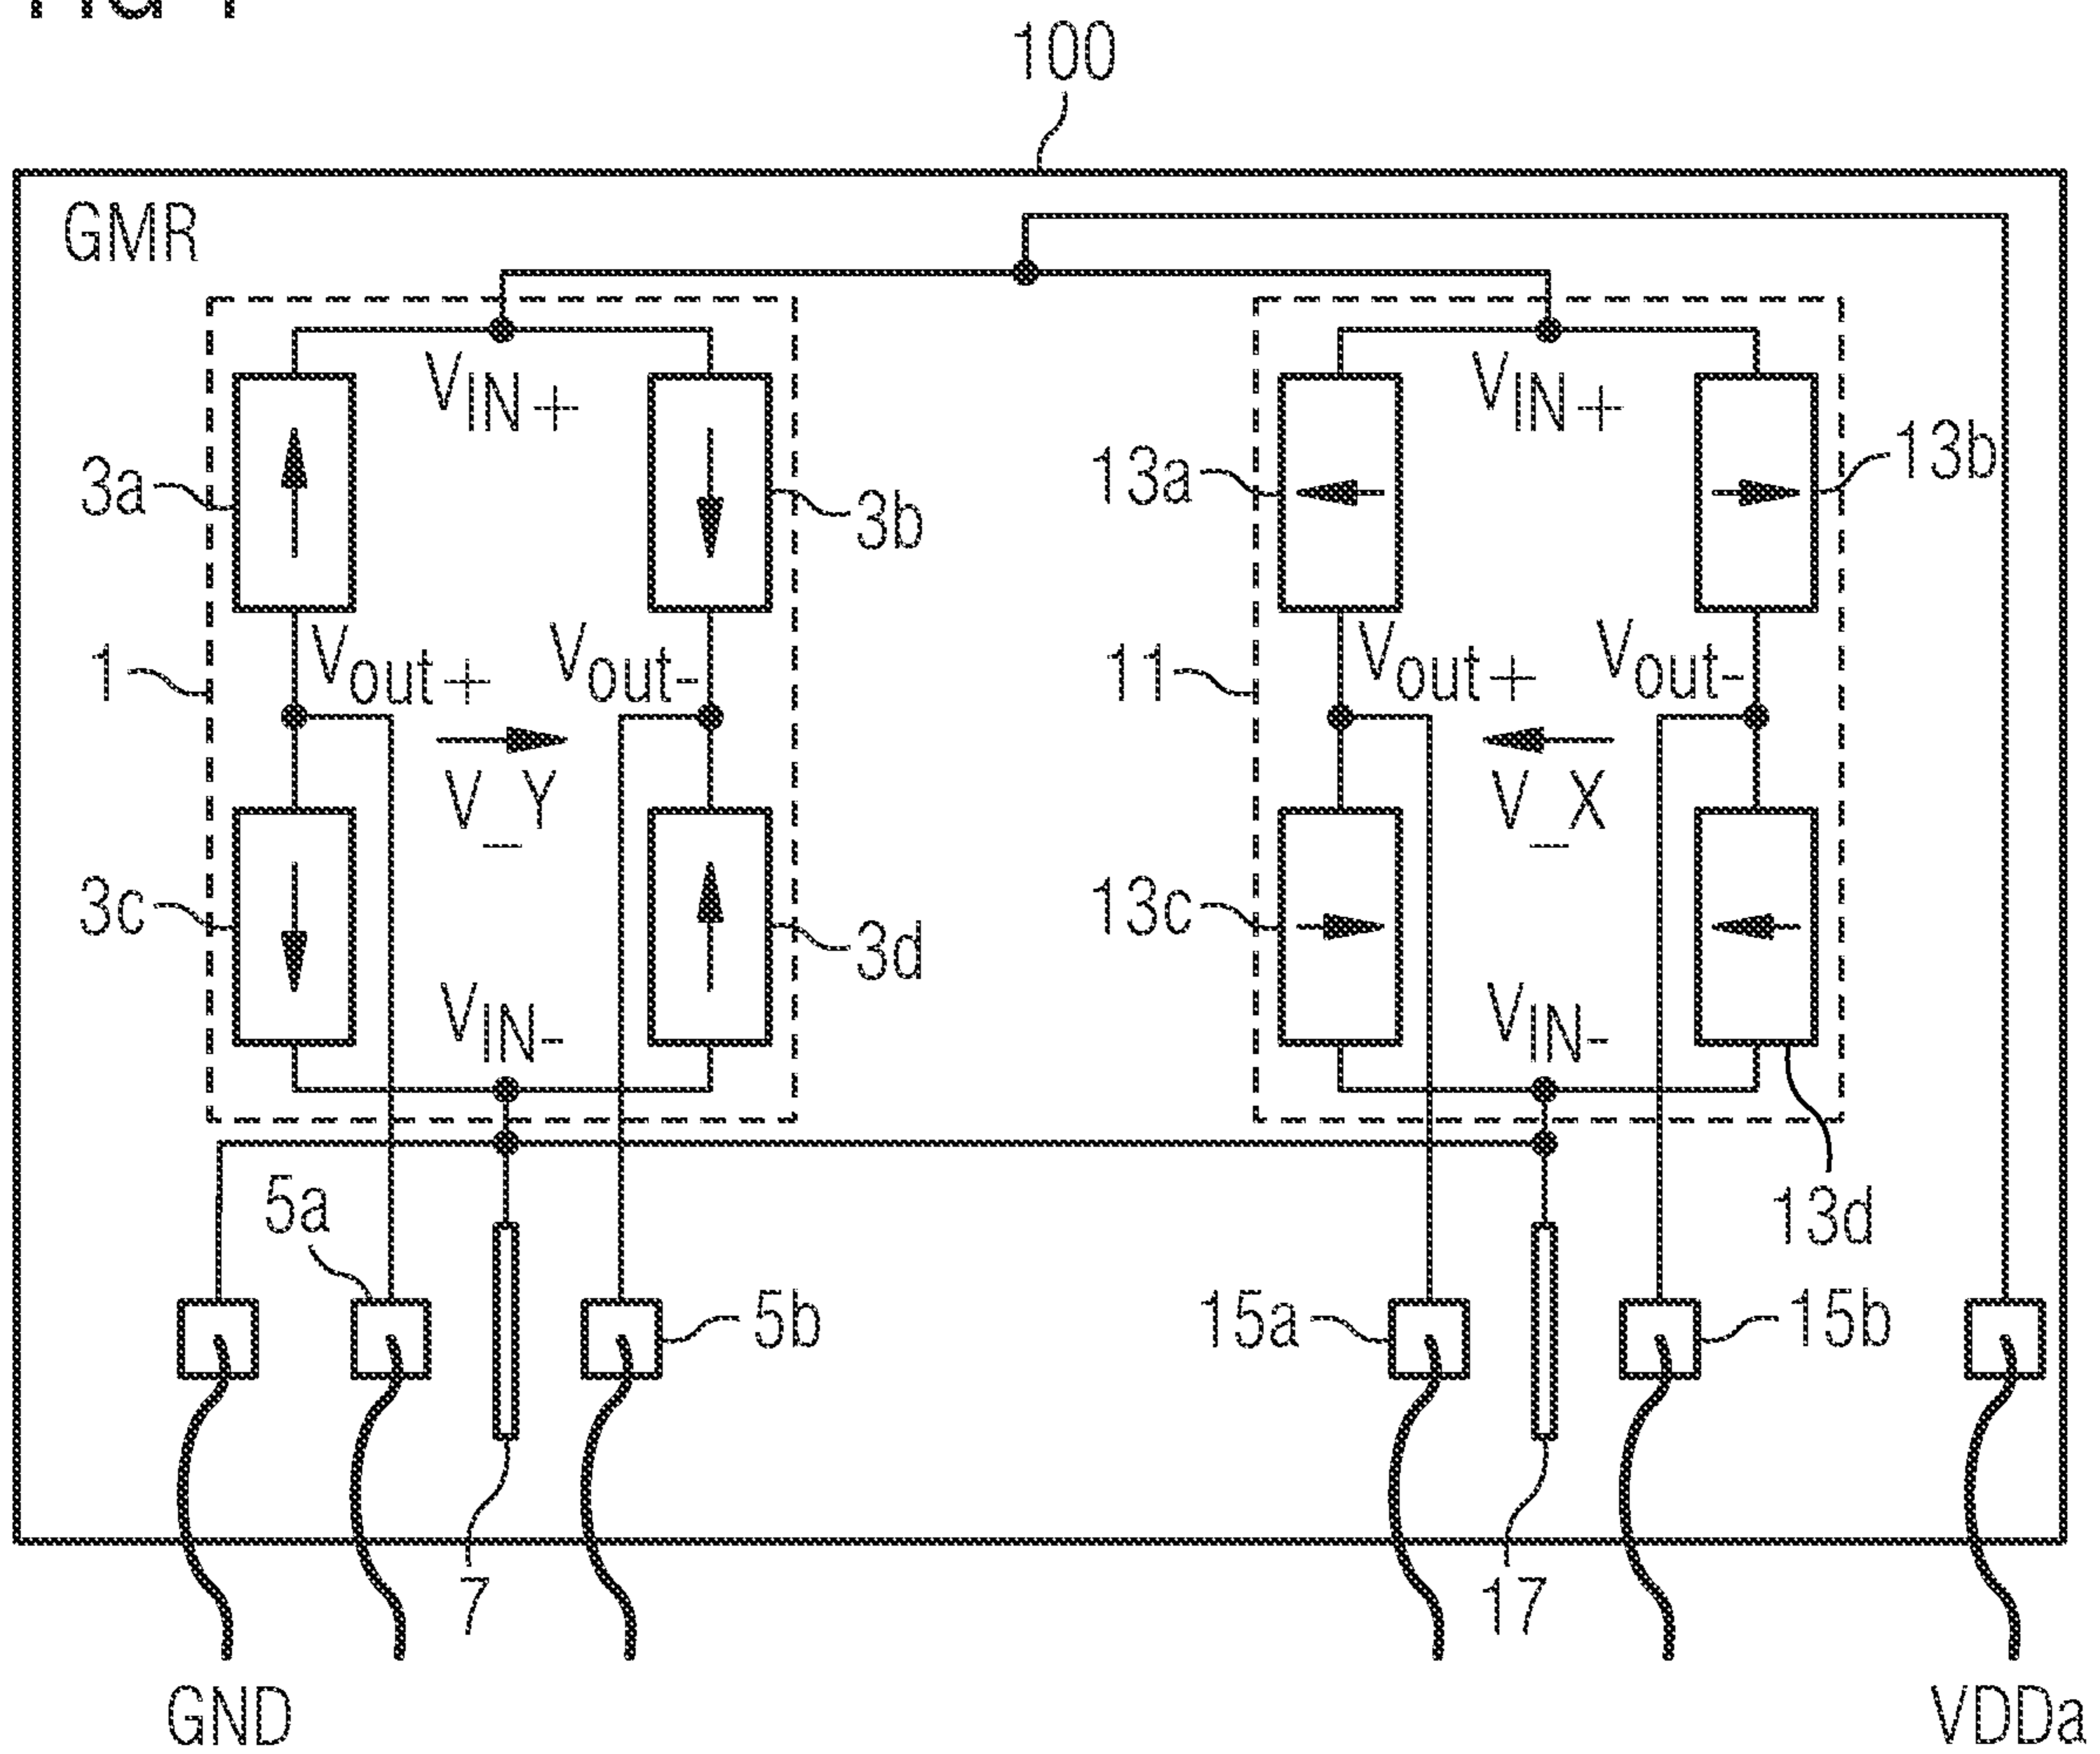 100
GMR
VIN+
VIN+
3a
3b
13a
13b
Vout+
Vout-
Vout+
Vout-
1
11
V_Y
V_X
3c
3d
13c
VIN-
VIN-
13d
5a
5b
15a
15b
7
17
GND
VDDa